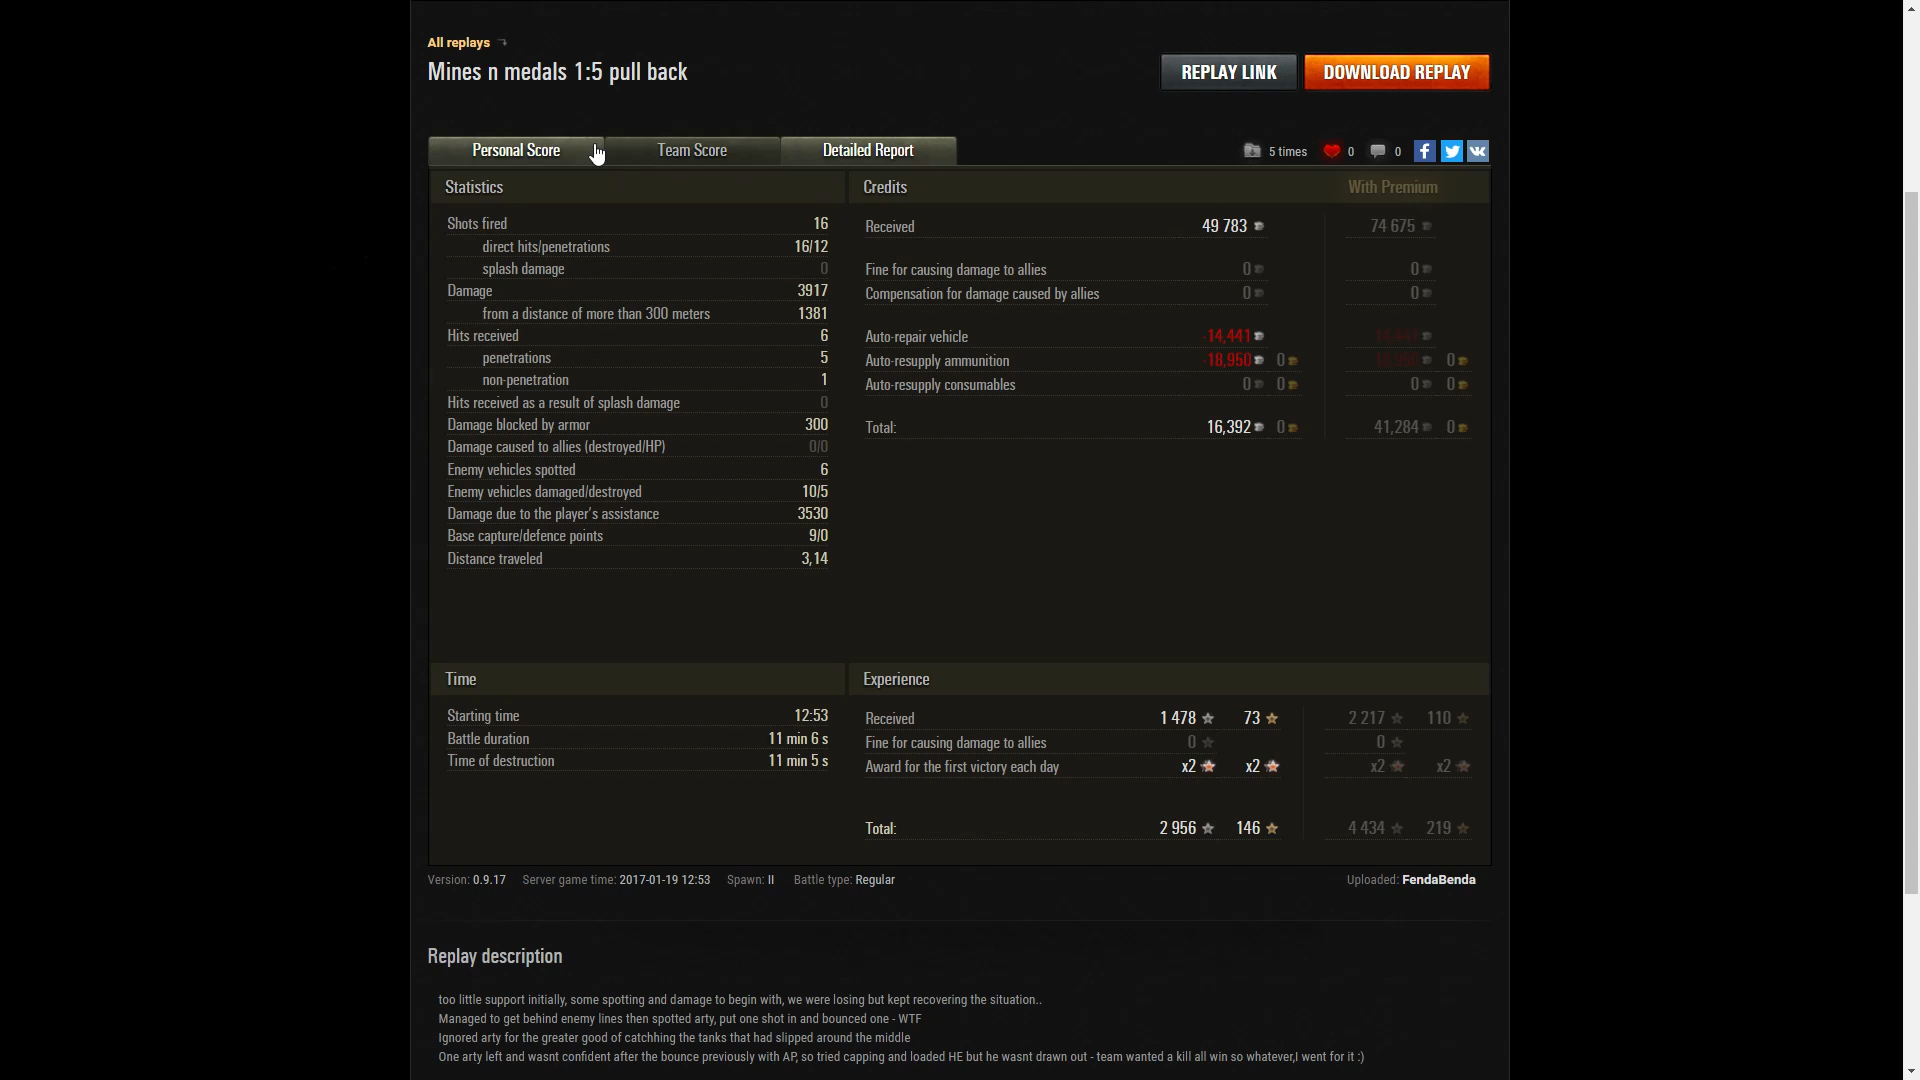 All replays
Mines n medals 1:5 pull back
REPLAY LINK DOWNLOAD REPLAY
Personal Score Team Score Detailed Report 5 times 0 0
Statistics Credits With Premium
Shots fired 16
direct hits/penetrations 16/12
splash damage 0
Damage 3917
from a distance of more than 300 meters 1381
Hits received 6
penetrations 5
non-penetration 1
Hits received as a result of splash damage 0
Damage blocked by armor 300
Damage caused to allies (destroyed/HP) 0/0
Enemy vehicles spotted 6
Enemy vehicles damaged/destroyed 10/5
Damage due to the player's assistance 3530
Base capture/defence points 9/0
Distance traveled 3,14
Received 49 783 74 675
Fine for causing damage to allies 0 0
Compensation for damage caused by allies 0 0
Auto-repair vehicle -14,441 -14,441
Auto-resupply ammunition -18,950 0 -18,950 0
Auto-resupply consumables 0 0 0 0
Total: 16,392 0 41,284 0
Time Experience
Starting time 12:53
Battle duration 11 min 6 s
Time of destruction 11 min 5 s
Received 1 478 73 2 217 110
Fine for causing damage to allies 0 0
Award for the first victory each day x2 x2 x2 x2
Total: 2 956 146 4 434 219
Version: 0.9.17 Server game time: 2017-01-19 12:53 Spawn: II Battle type: Regular Uploaded: FendaBenda
Replay description
too little support initially, some spotting and damage to begin with, we were losing but kept recovering the situation..
Managed to get behind enemy lines then spotted arty, put one shot in and bounced one - WTF
Ignored arty for the greater good of catchhing the tanks that had slipped around the middle
One arty left and wasnt confident after the bounce previously with AP, so tried capping and loaded HE but he wasnt drawn out - team wanted a kill all win so whatever,I went for it :)